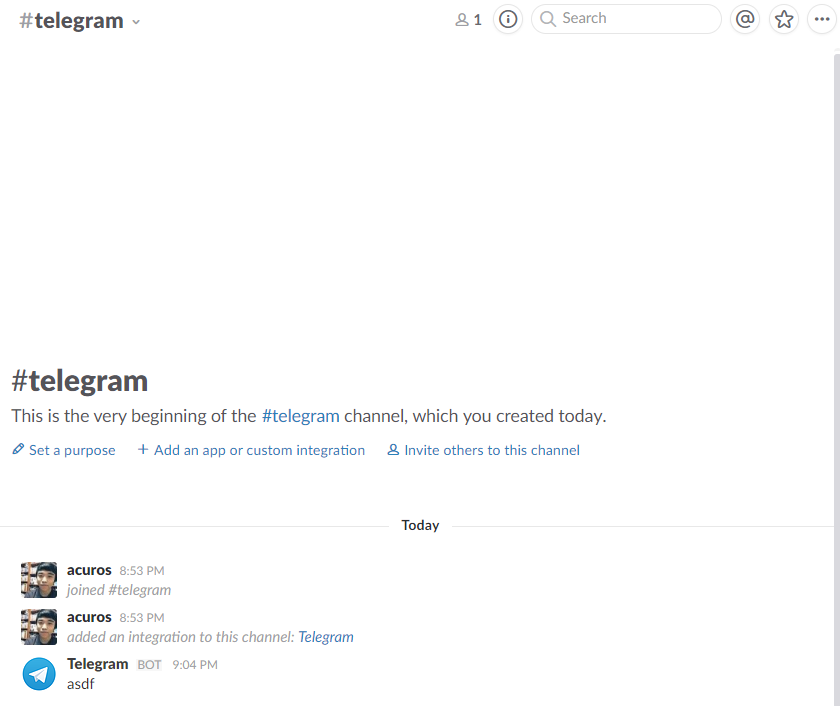 #telegram
1
Search
#telegram
This is the very beginning of the #telegram channel, which you created today.
Set a purpose + Add an app or custom integration Invite others to this channel
Today
acuros 8:53 PM
joined #telegram
acuros 8:53 PM
added an integration to this channel: Telegram
Telegram BOT 9:04 PM
asdf